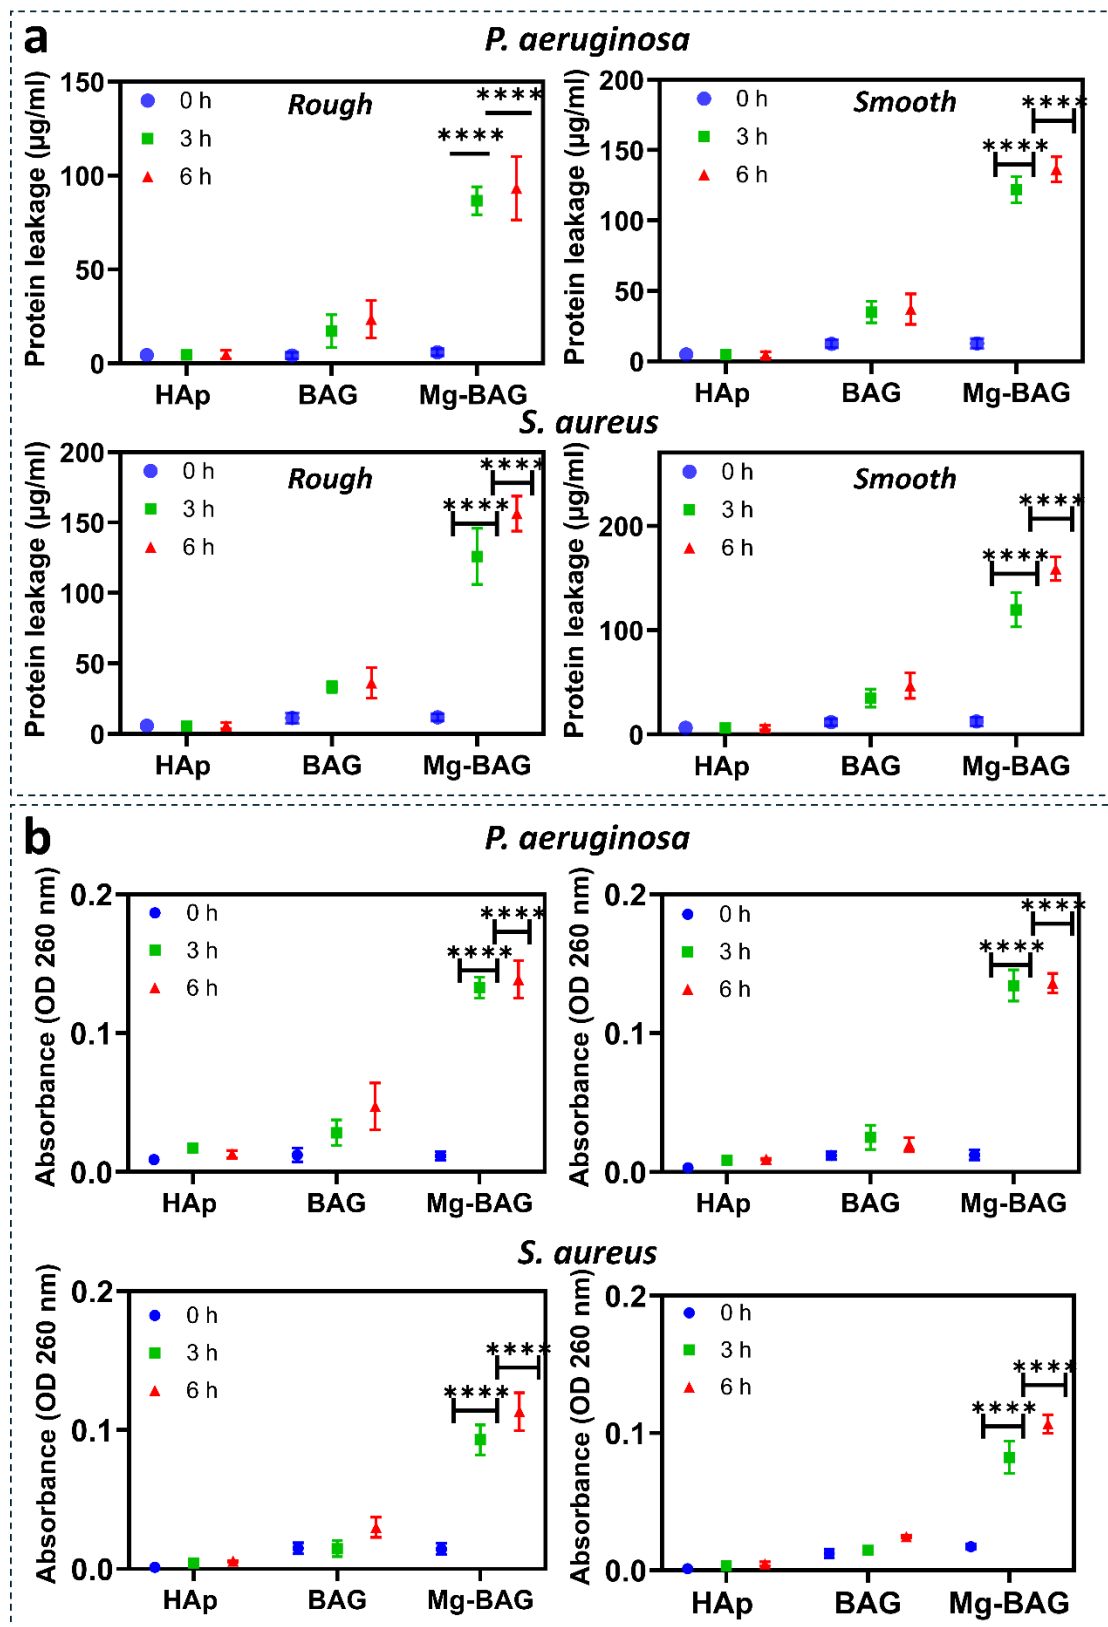 a
P. aeruginosa
Protein leakage (µg/ml)
150
100
50
0
0 h
3 h
6 h
Rough
****
****
HAp BAG Mg-BAG
Protein leakage (µg/ml)
200
150
100
50
0
0 h
3 h
6 h
Smooth
****
****
HAp BAG Mg-BAG
S. aureus
Protein leakage (µg/ml)
200
150
100
50
0
0 h
3 h
6 h
Rough
****
****
HAp BAG Mg-BAG
Protein leakage (µg/ml)
200
100
0
0 h
3 h
6 h
Smooth
****
****
HAp BAG Mg-BAG
b
P. aeruginosa
Absorbance (OD 260 nm)
0.2
0.1
0.0
0 h
3 h
6 h
****
****
HAp BAG Mg-BAG
Absorbance (OD 260 nm)
0.2
0.1
0.0
0 h
3 h
6 h
****
****
HAp BAG Mg-BAG
S. aureus
Absorbance (OD 260 nm)
0.2
0.1
0.0
0 h
3 h
6 h
****
****
HAp BAG Mg-BAG
Absorbance (OD 260 nm)
0.2
0.1
0.0
0 h
3 h
6 h
****
****
HAp BAG Mg-BAG